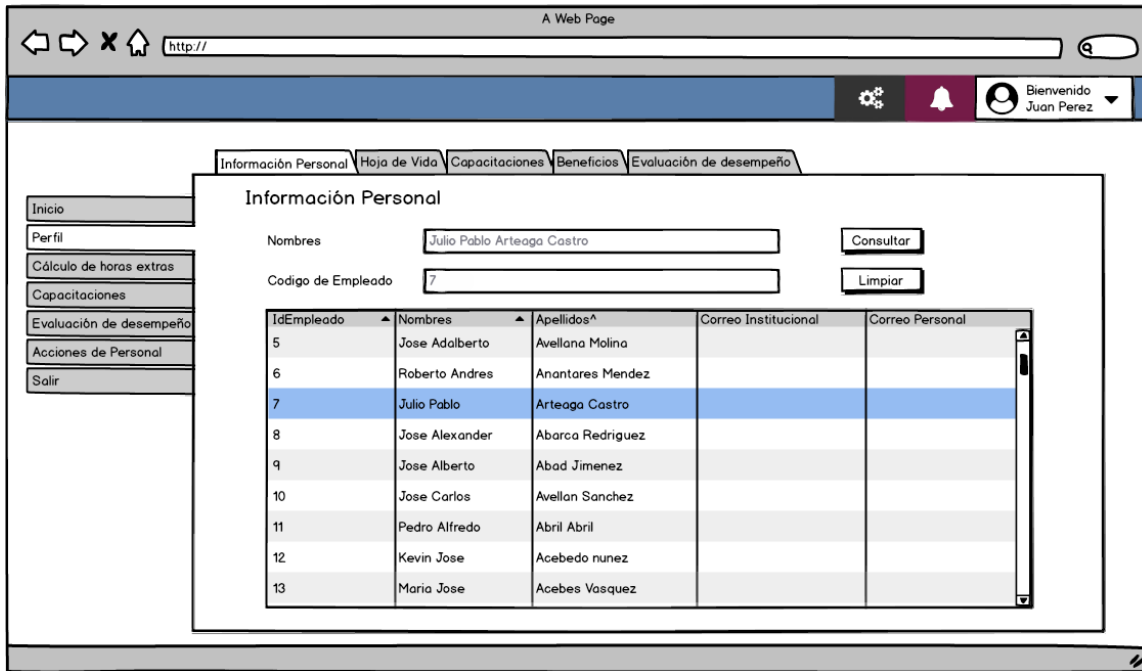 A Web Page
http://
Bienvenido
Juan Perez
Información Personal Hoja de Vida Capacitaciones Beneficios Evaluación de desempeño
Inicio
Perfil
Cálculo de horas extras
Capacitaciones
Evaluación de desempeño
Acciones de Personal
Salir
Información Personal
Nombres Julio Pablo Arteaga Castro Consultar
Codigo de Empleado 7 Limpiar
IdEmpleado Nombres Apellidos^ Correo Institucional Correo Personal
5 Jose Adalberto Avellana Molina
6 Roberto Andres Anantares Mendez
7 Julio Pablo Arteaga Castro
8 Jose Alexander Abarca Redriguez
9 Jose Alberto Abad Jimenez
10 Jose Carlos Avellan Sanchez
11 Pedro Alfredo Abril Abril
12 Kevin Jose Acebedo nunez
13 Maria Jose Acebes Vasquez